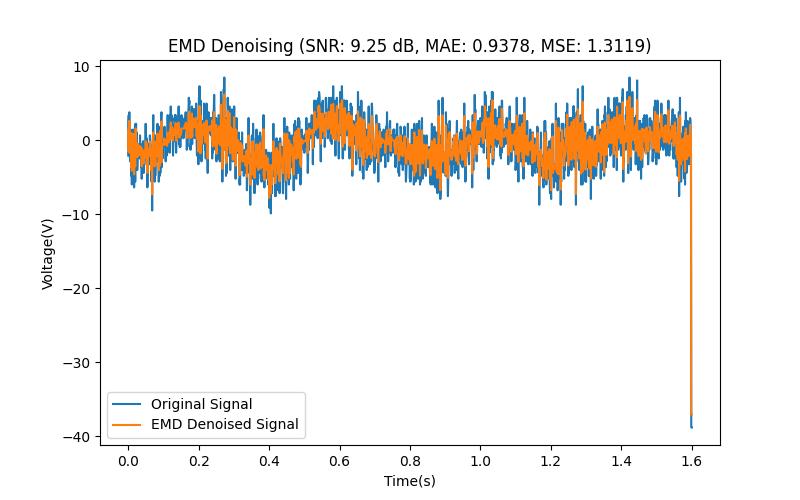 EMD Denoising (SNR: 9.25 dB, MAE: 0.9378, MSE: 1.3119)
10
0
−10
−20
−30
−40
Voltage(V)
Original Signal
EMD Denoised Signal
0.0 0.2 0.4 0.6 0.8 1.0 1.2 1.4 1.6
Time(s)